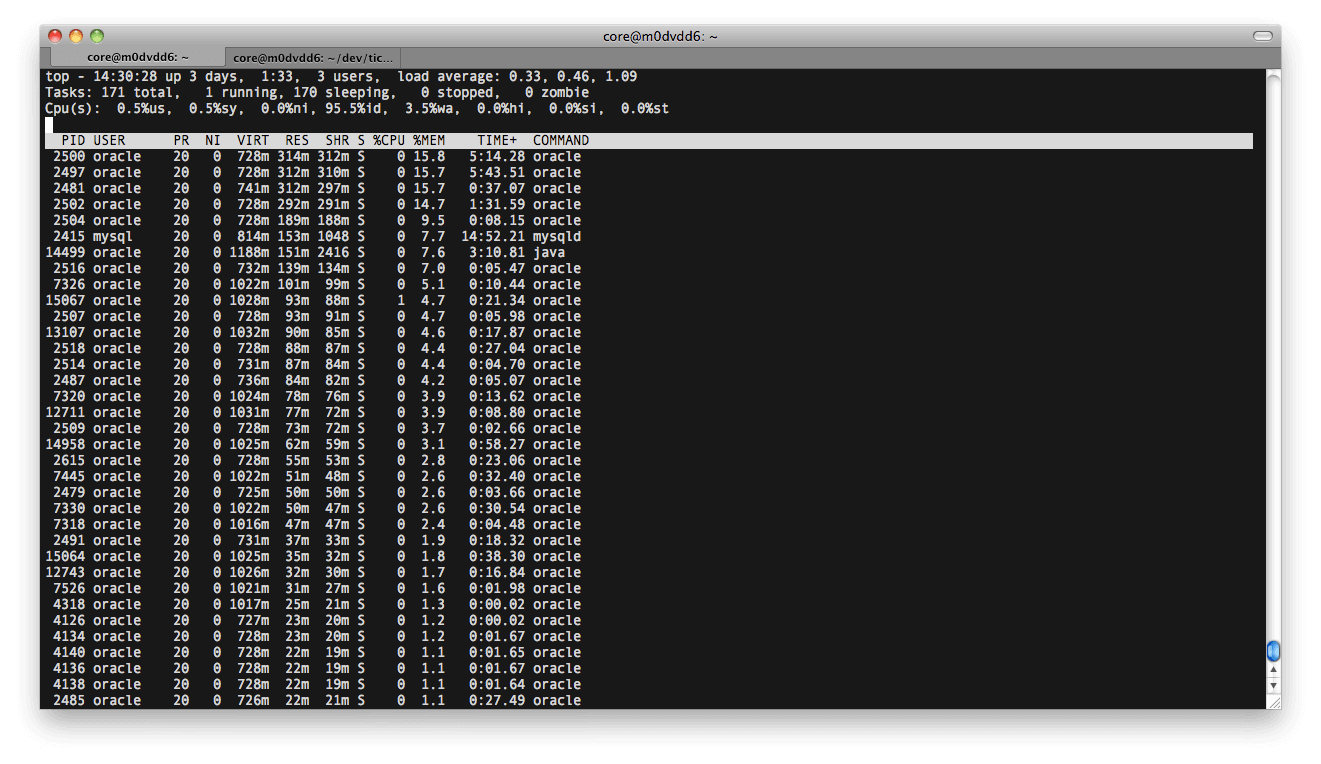 core@m0dvdd6: ~
core@m0dvdd6: ~ core@m0dvdd6: ~/dev/tic...
top - 14:30:28 up 3 days,  1:33,  3 users,  load average: 0.33, 0.46, 1.09
Tasks: 171 total,   1 running, 170 sleeping,   0 stopped,   0 zombie
Cpu(s):  0.5%us,  0.5%sy,  0.0%ni, 95.5%id,  3.5%wa,  0.0%hi,  0.0%si,  0.0%st
  PID USER      PR  NI  VIRT  RES  SHR S %CPU %MEM    TIME+  COMMAND
 2500 oracle    20   0  728m 314m 312m S    0 15.8   5:14.28 oracle
 2497 oracle    20   0  728m 312m 310m S    0 15.7   5:43.51 oracle
 2481 oracle    20   0  741m 312m 297m S    0 15.7   0:37.07 oracle
 2502 oracle    20   0  728m 292m 291m S    0 14.7   1:31.59 oracle
 2504 oracle    20   0  728m 189m 188m S    0  9.5   0:08.15 oracle
 2415 mysql     20   0  814m 153m 1048 S    0  7.7  14:52.21 mysqld
14499 oracle    20   0 1188m 151m 2416 S    0  7.6   3:10.81 java
 2516 oracle    20   0  732m 139m 134m S    0  7.0   0:05.47 oracle
 7326 oracle    20   0 1022m 101m  99m S    0  5.1   0:10.44 oracle
15067 oracle    20   0 1028m  93m  88m S    1  4.7   0:21.34 oracle
 2507 oracle    20   0  728m  93m  91m S    0  4.7   0:05.98 oracle
13107 oracle    20   0 1032m  90m  85m S    0  4.6   0:17.87 oracle
 2518 oracle    20   0  728m  88m  87m S    0  4.4   0:27.04 oracle
 2514 oracle    20   0  731m  87m  84m S    0  4.4   0:04.70 oracle
 2487 oracle    20   0  736m  84m  82m S    0  4.2   0:05.07 oracle
 7320 oracle    20   0 1024m  78m  76m S    0  3.9   0:13.62 oracle
12711 oracle    20   0 1031m  77m  72m S    0  3.9   0:08.80 oracle
 2509 oracle    20   0  728m  73m  72m S    0  3.7   0:02.66 oracle
14958 oracle    20   0 1025m  62m  59m S    0  3.1   0:58.27 oracle
 2615 oracle    20   0  728m  55m  53m S    0  2.8   0:23.06 oracle
 7445 oracle    20   0 1022m  51m  48m S    0  2.6   0:32.40 oracle
 2479 oracle    20   0  725m  50m  50m S    0  2.6   0:03.66 oracle
 7330 oracle    20   0 1022m  50m  47m S    0  2.6   0:30.54 oracle
 7318 oracle    20   0 1016m  47m  47m S    0  2.4   0:04.48 oracle
 2491 oracle    20   0  731m  37m  33m S    0  1.9   0:18.32 oracle
15064 oracle    20   0 1025m  35m  32m S    0  1.8   0:38.30 oracle
12743 oracle    20   0 1026m  32m  30m S    0  1.7   0:16.84 oracle
 7526 oracle    20   0 1021m  31m  27m S    0  1.6   0:01.98 oracle
 4318 oracle    20   0 1017m  25m  21m S    0  1.3   0:00.02 oracle
 4126 oracle    20   0  727m  23m  20m S    0  1.2   0:00.02 oracle
 4134 oracle    20   0  728m  23m  20m S    0  1.2   0:01.67 oracle
 4140 oracle    20   0  728m  22m  19m S    0  1.1   0:01.65 oracle
 4136 oracle    20   0  728m  22m  19m S    0  1.1   0:01.67 oracle
 4138 oracle    20   0  728m  22m  19m S    0  1.1   0:01.64 oracle
 2485 oracle    20   0  726m  22m  21m S    0  1.1   0:27.49 oracle